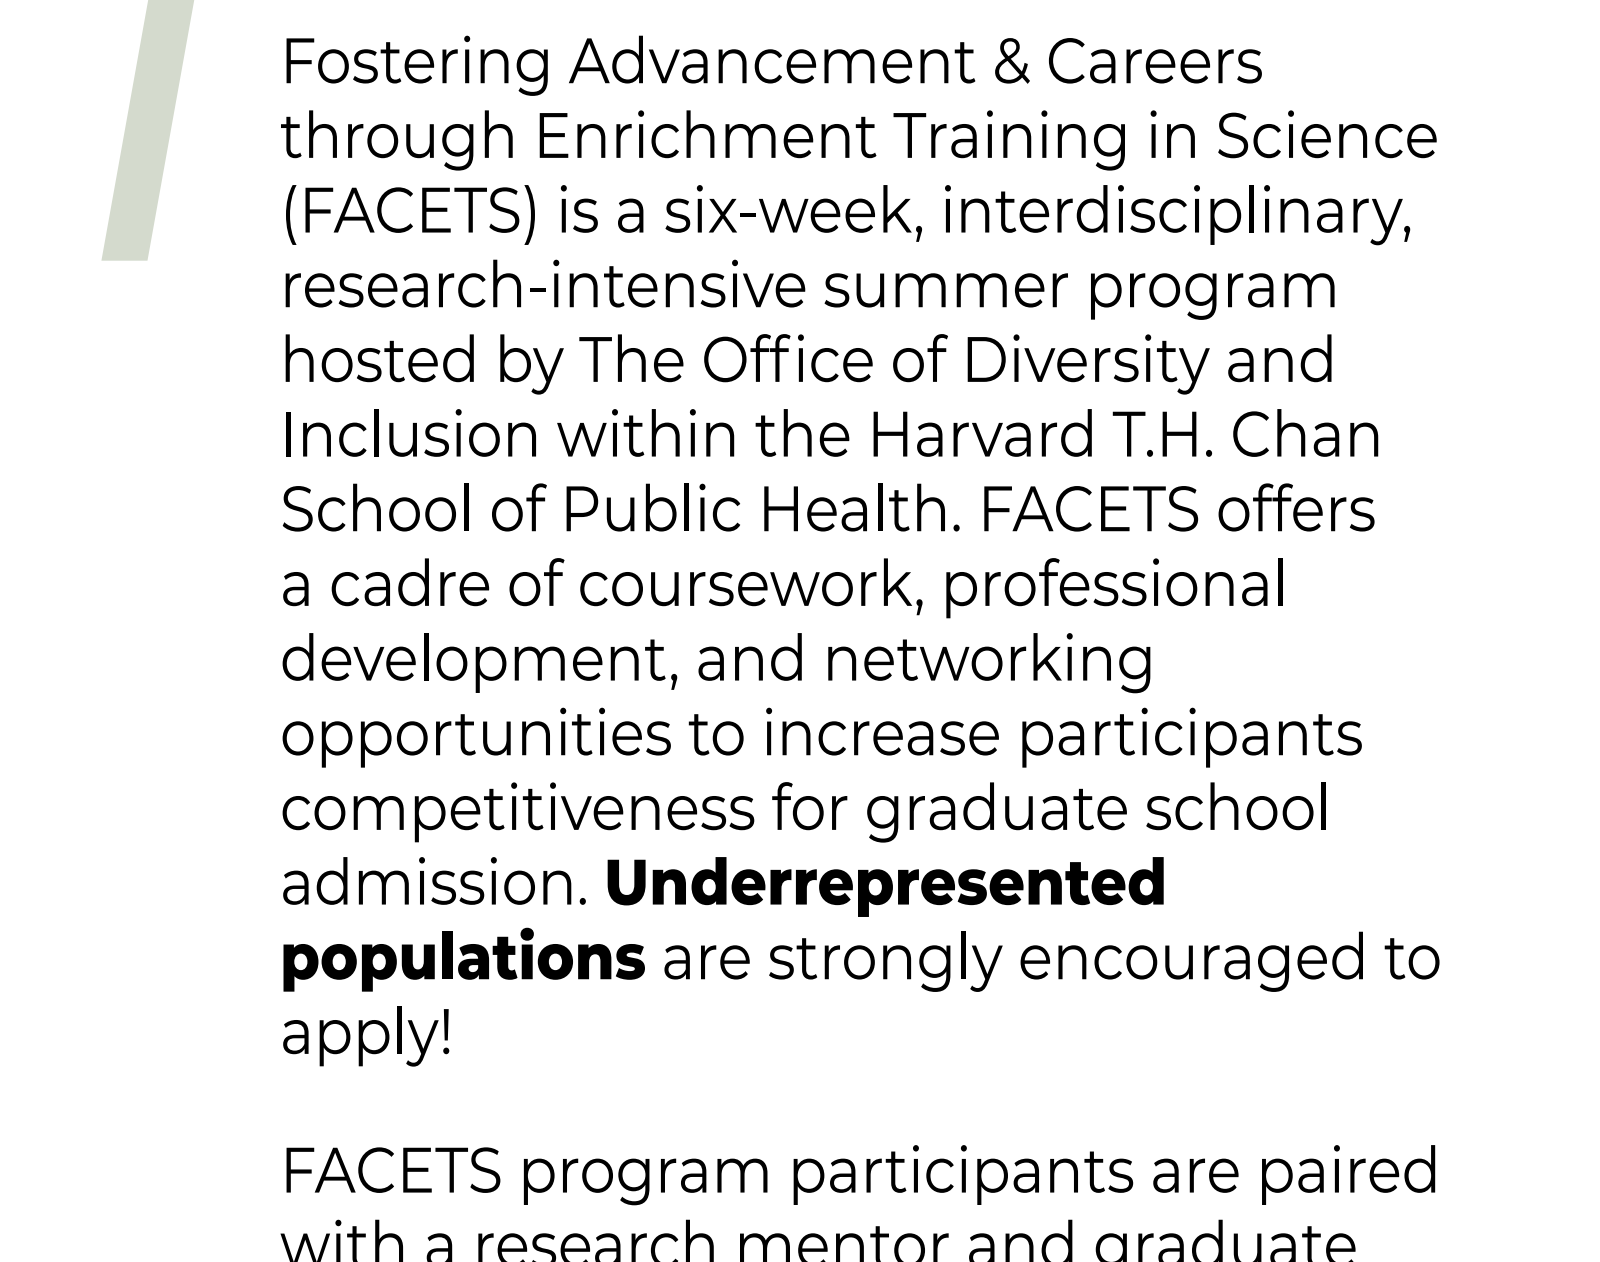 Fostering Advancement & Careers
through Enrichment Training in Science
(FACETS) is a six-week, interdisciplinary,
research-intensive summer program
hosted by The Office of Diversity and
Inclusion within the Harvard T.H. Chan
School of Public Health. FACETS offers
a cadre of coursework, professional
development, and networking
opportunities to increase participants
competitiveness for graduate school
admission. Underrepresented
populations are strongly encouraged to
apply!
FACETS program participants are paired
with a research mentor and graduate